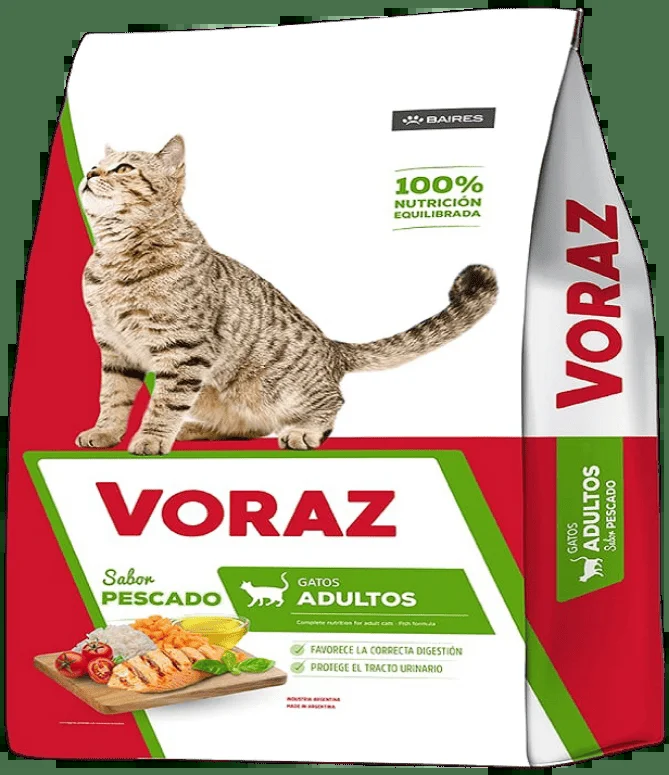 BAIRES
100%
NUTRICIÓN
EQUILIBRADA
VORAZ
Sabor
PESCADO
GATOS
ADULTOS
Complete nutrition for adult cats - Fish formula
FAVORECE LA CORRECTA DIGESTIÓN
PROTEGE EL TRACTO URINARIO
INDUSTRIA ARGENTINA
MADE IN ARGENTINA.
VORAZ
GATOS
ADULTOS
Sabor PESCADO